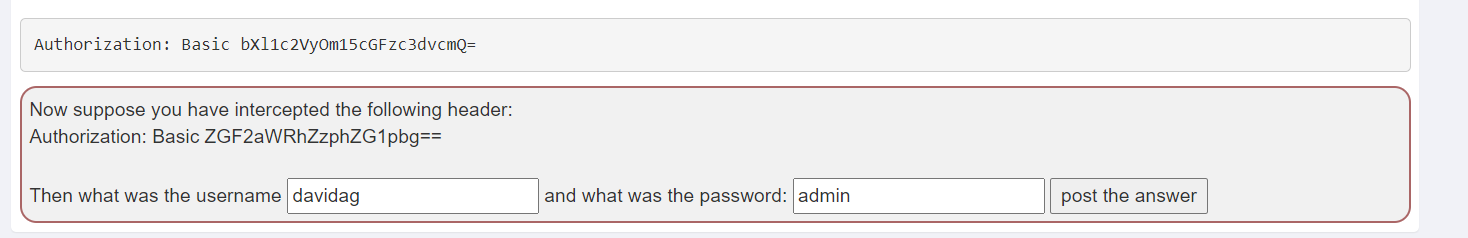 Authorization: Basic bXl1c2VyOm15cGFzc3dvcmQ=
Now suppose you have intercepted the following header:
Authorization: Basic ZGF2aWRhZzphZG1pbg==
Then what was the username davidag and what was the password: admin post the answer